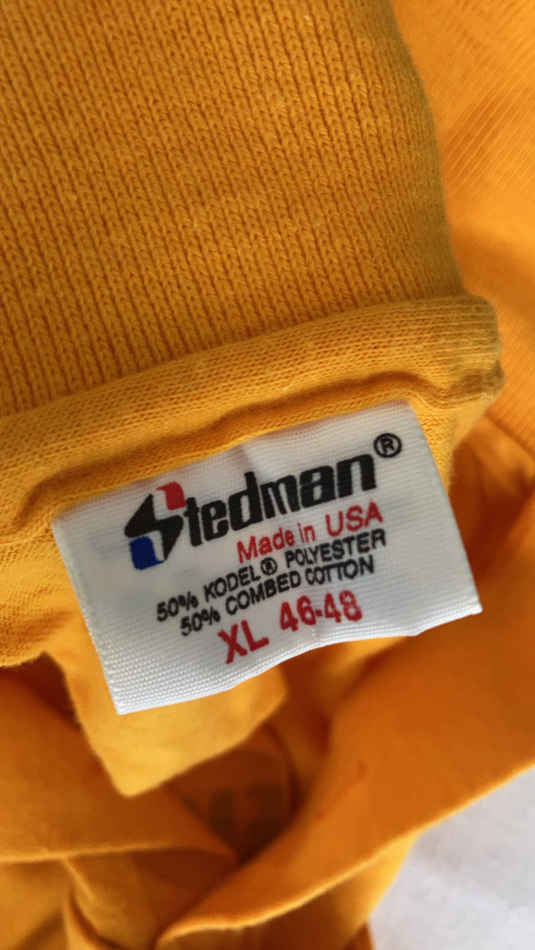 Stedman®
Made in USA
50% KODEL® POLYESTER
50% COMBED COTTON
XL 46-48